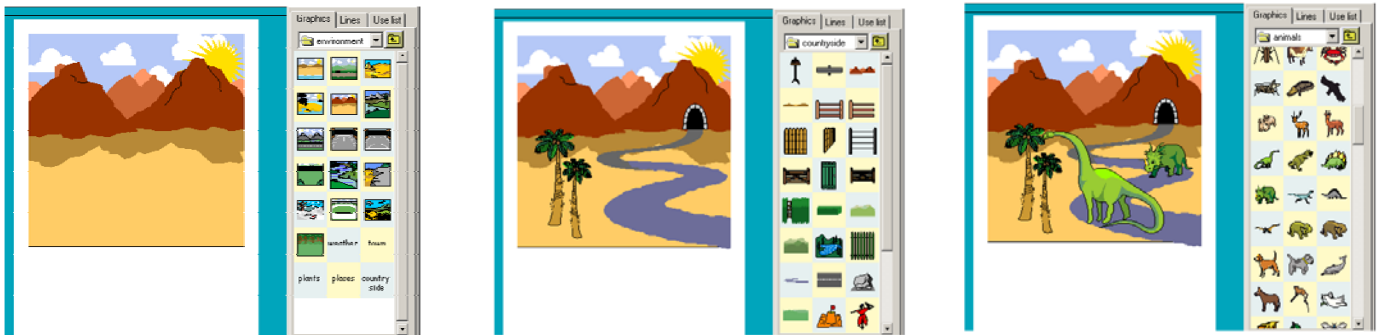 Graphics Lines Use list
environment
weather town
plants places country
side
Graphics Lines Use list
countryside
Graphics Lines Use list
animals